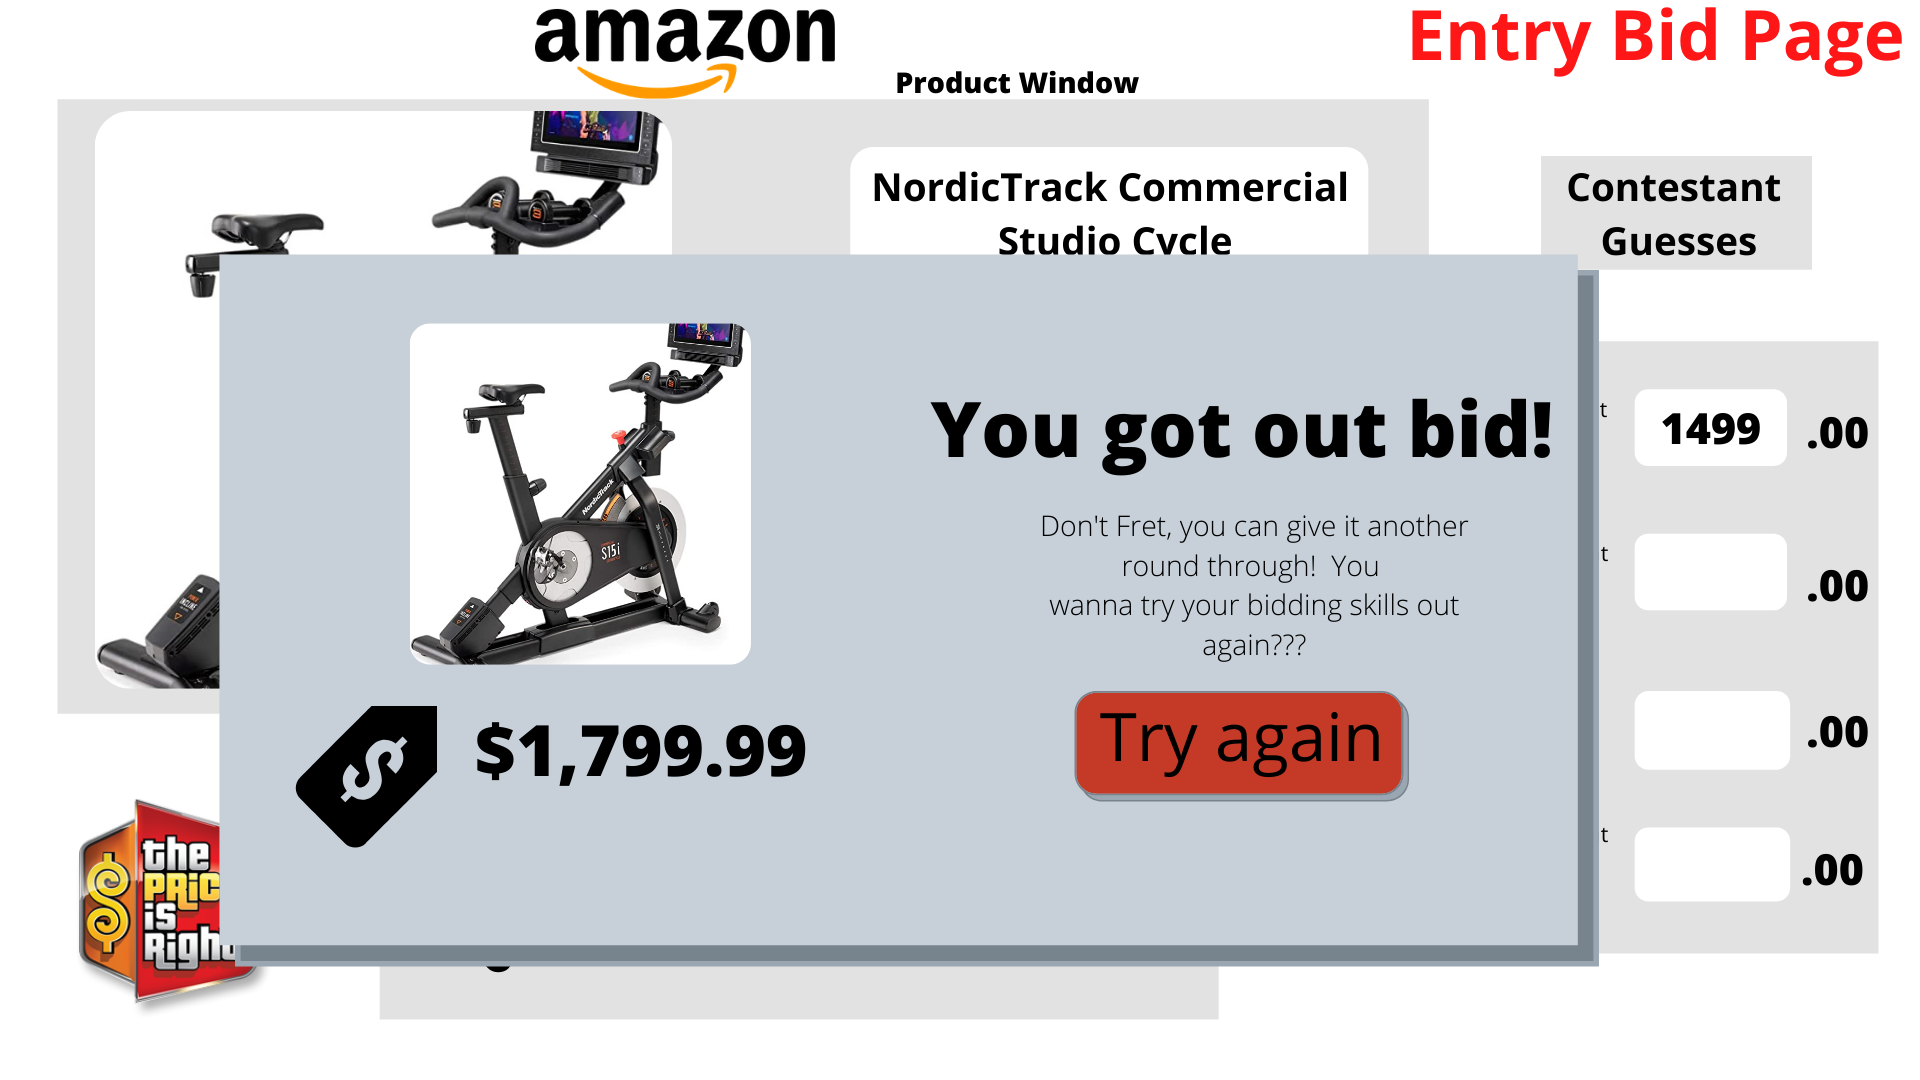 amazon
Entry Bid Page
Product Window
NordicTrack Commercial
Studio Cycle
Contestant
Guesses
You got out bid!
Don't Fret, you can give it another
round through!  You
wanna try your bidding skills out
again???
Try again
$1,799.99
NordicTrack
S15i
t
1499
.00
t
.00
.00
t
.00
$
the
is